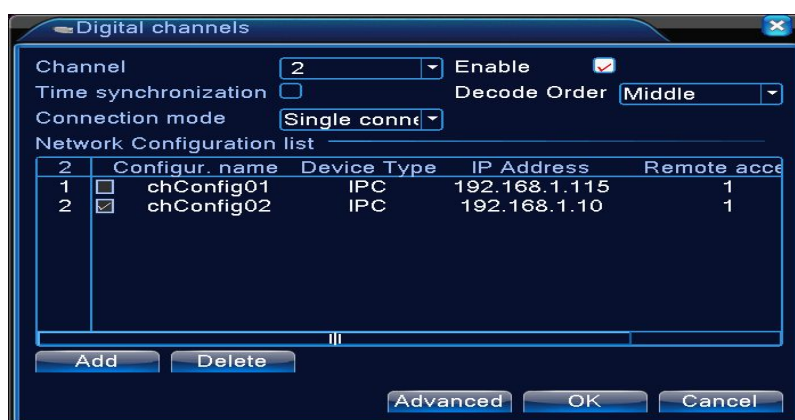 Digital channels
Channel 2 Enable
Time synchronization Decode Order Middle
Connection mode Single conne
Network Configuration list
2 Configur. name Device Type IP Address Remote acce
1 chConfig01 IPC 192.168.1.115 1
2 chConfig02 IPC 192.168.1.10 1
Add Delete
Advanced OK Cancel